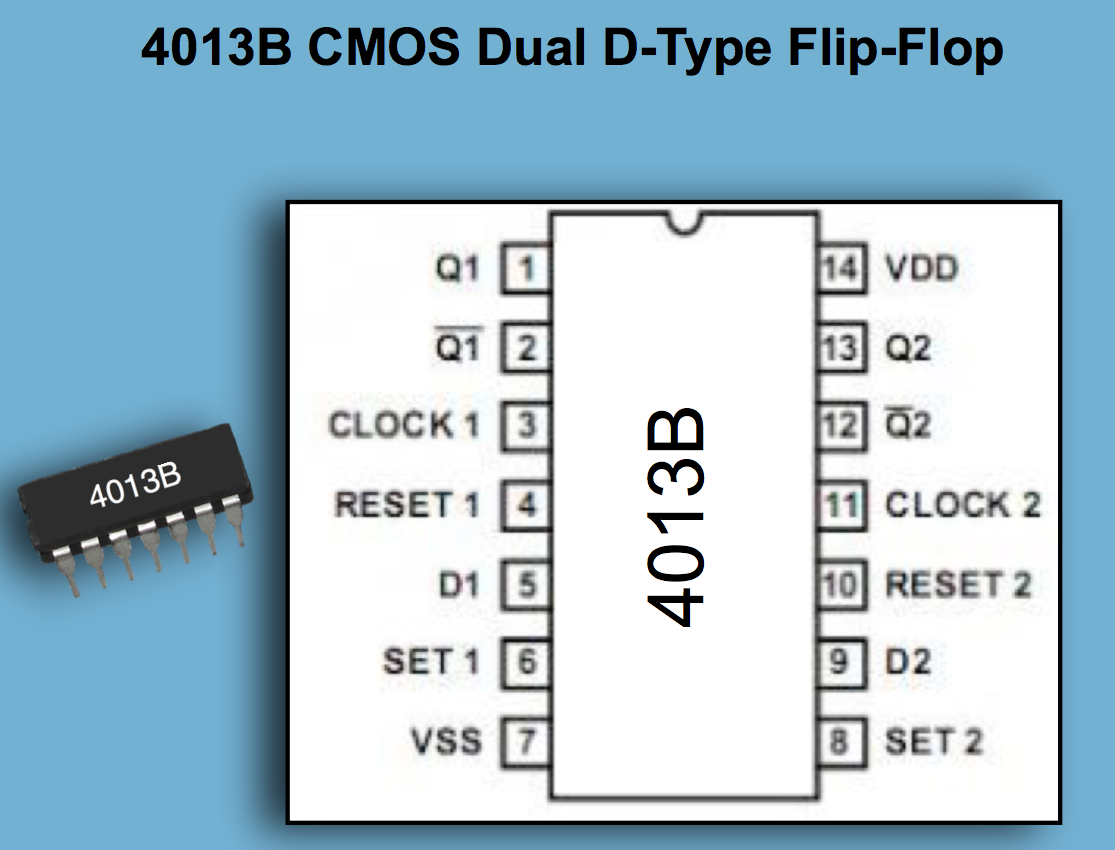 4013B CMOS Dual D-Type Flip-Flop
Q1 1 14 VDD
Q̅1̅ 2 13 Q2
CLOCK 1 3 12 Q̅2
RESET 1 4 11 CLOCK 2
D1 5 10 RESET 2
SET 1 6 9 D2
VSS 7 8 SET 2
4013B
4013B